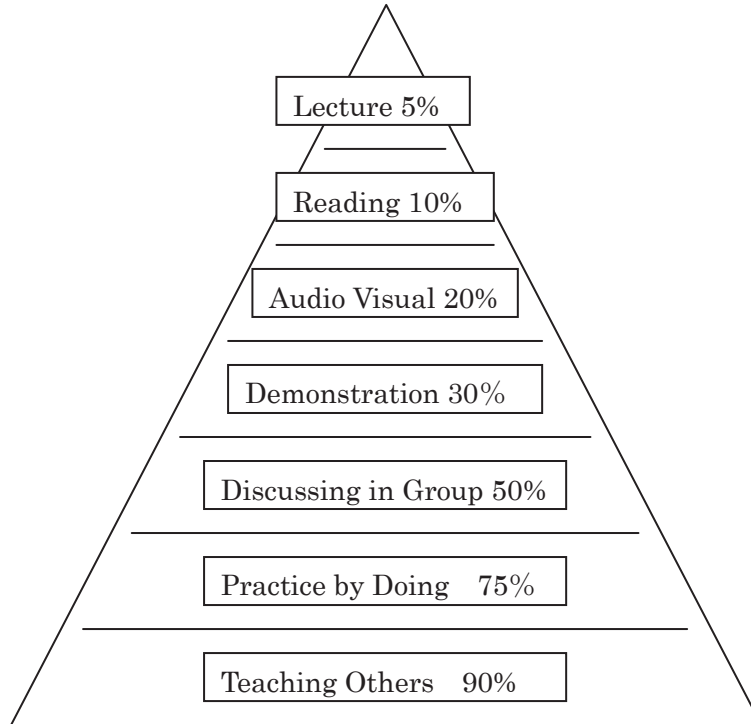 Lecture 5%
Reading 10%
Audio Visual 20%
Demonstration 30%
Discussing in Group 50%
Practice by Doing 75%
Teaching Others 90%